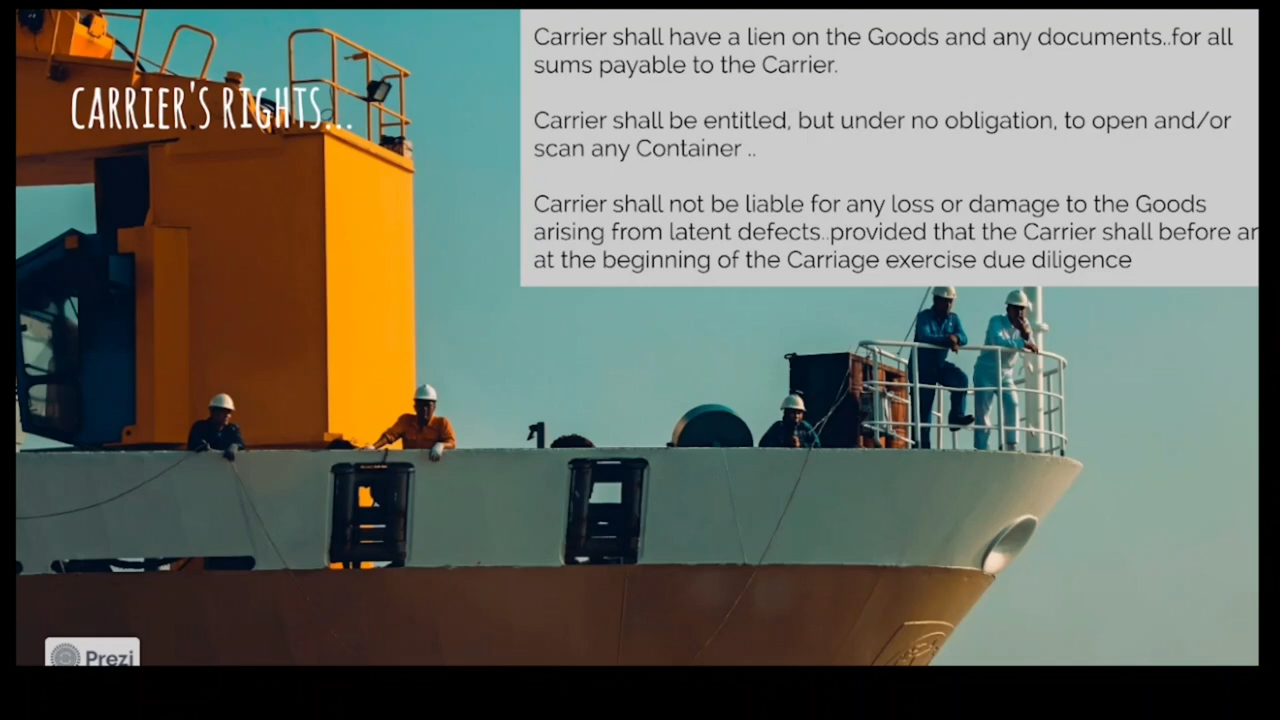 CARRIER'S RIGHTS...
Carrier shall have a lien on the Goods and any documents..for all
sums payable to the Carrier.
Carrier shall be entitled, but under no obligation, to open and/or
scan any Container ..
Carrier shall not be liable for any loss or damage to the Goods
arising from latent defects..provided that the Carrier shall before
at the beginning of the Carriage exercise due diligence
Prezi